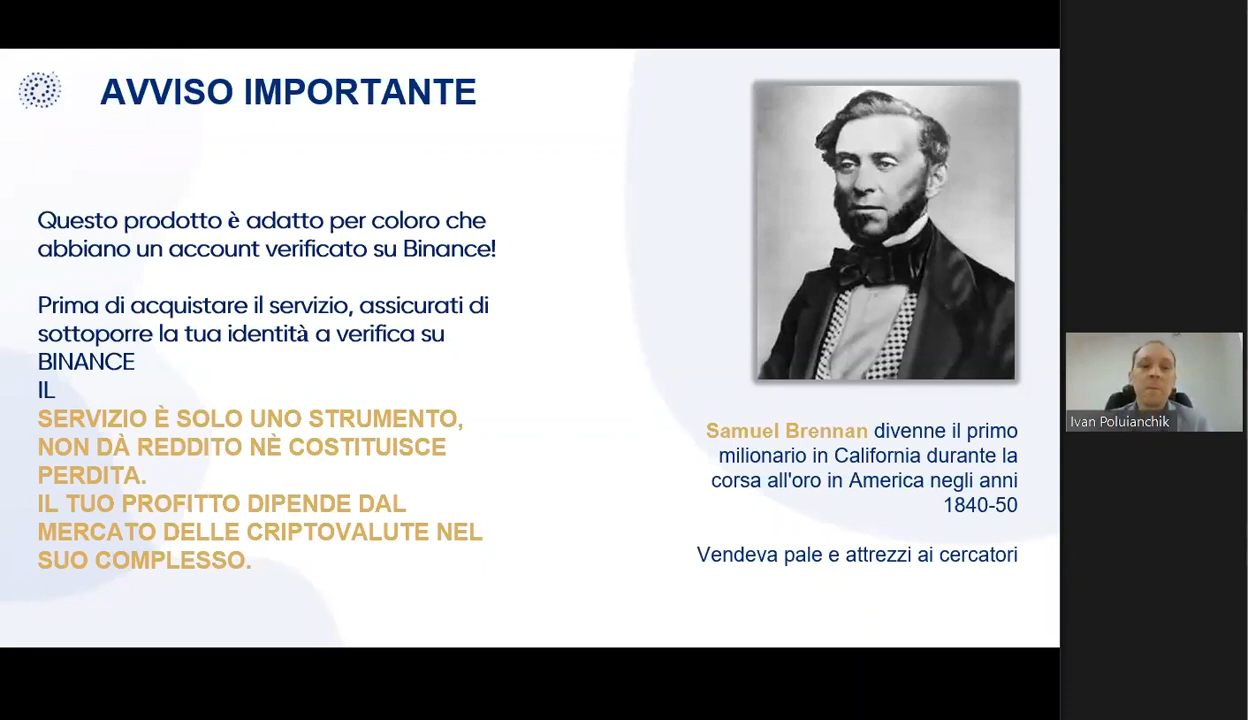 AVVISO IMPORTANTE
Questo prodotto è adatto per coloro che
abbiano un account verificato su Binance!
Prima di acquistare il servizio, assicurati di
sottoporre la tua identità a verifica su
BINANCE
IL
SERVIZIO È SOLO UNO STRUMENTO,
NON DÀ REDDITO NÈ COSTITUISCE
PERDITA.
IL TUO PROFITTO DIPENDE DAL
MERCATO DELLE CRIPTOVALUTE NEL
SUO COMPLESSO.
Samuel Brennan divenne il primo
milionario in California durante la
corsa all'oro in America negli anni
1840-50
Vendeva pale e attrezzi ai cercatori
Ivan Poluianchik